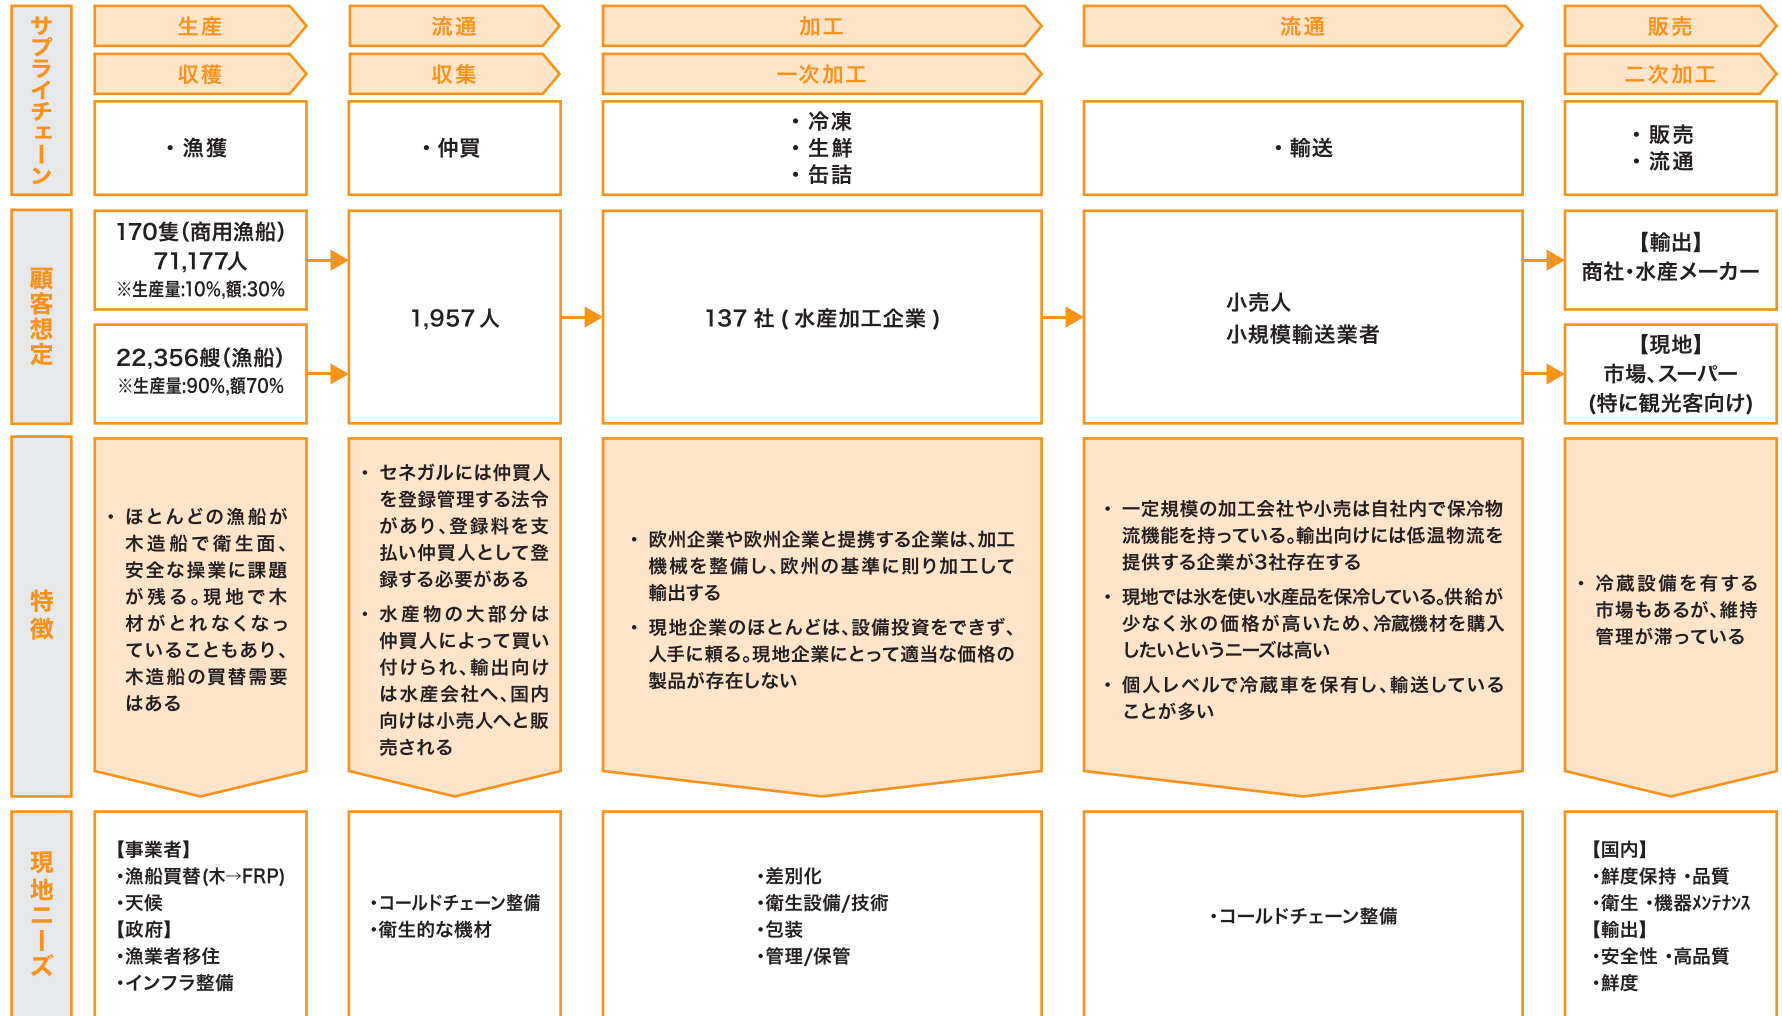 サプライチェーン
生産
流通
加工
流通
販売
収穫
収集
一次加工
二次加工
・漁獲
・仲買
・冷凍
・生鮮
・缶詰
・輸送
・販売
・流通
顧客想定
170隻(商用漁船)
71,177人
※生産量:10%,額:30%
22,356艘(漁船)
※生産量:90%,額70%
1,957人
137 社 ( 水産加工企業 )
小売人
小規模輸送業者
【輸出】
商社・水産メーカー
【現地】
市場、スーパー
(特に観光客向け)
特徴
・ ほとんどの漁船が
木造船で衛生面、
安全な操業に課題
が残る。現地で木
材がとれなくなっ
ていることもあり、
木造船の買替需要
はある
・ セネガルには仲買人
を登録管理する法令
があり、登録料を支
払い仲買人として登
録する必要がある
・ 水産物の大部分は
仲買人によって買い
付けられ、輸出向け
は水産会社へ、国内
向けは小売人へと販
売される
・ 欧州企業や欧州企業と提携する企業は、加工
機械を整備し、欧州の基準に則り加工して
輸出する
・ 現地企業のほとんどは、設備投資をできず、
人手に頼る。現地企業にとって適当な価格の
製品が存在しない
・ 一定規模の加工会社や小売は自社内で保冷物
流機能を持っている。輸出向けには低温物流を
提供する企業が3社存在する
・ 現地では氷を使い水産品を保冷している。供給が
少なく氷の価格が高いため、冷蔵機材を購入
したいというニーズは高い
・ 個人レベルで冷蔵車を保有し、輸送している
ことが多い
・ 冷蔵設備を有する
市場もあるが、維持
管理が滞っている
現地ニーズ
【事業者】
・漁船買替(木→FRP)
・天候
【政府】
・漁業者移住
・インフラ整備
・コールドチェーン整備
・衛生的な機材
・差別化
・衛生設備/技術
・包装
・管理/保管
・コールドチェーン整備
【国内】
・鮮度保持 ・品質
・衛生 ・機器ﾒﾝﾃﾅﾝｽ
【輸出】
・安全性 ・高品質
・鮮度